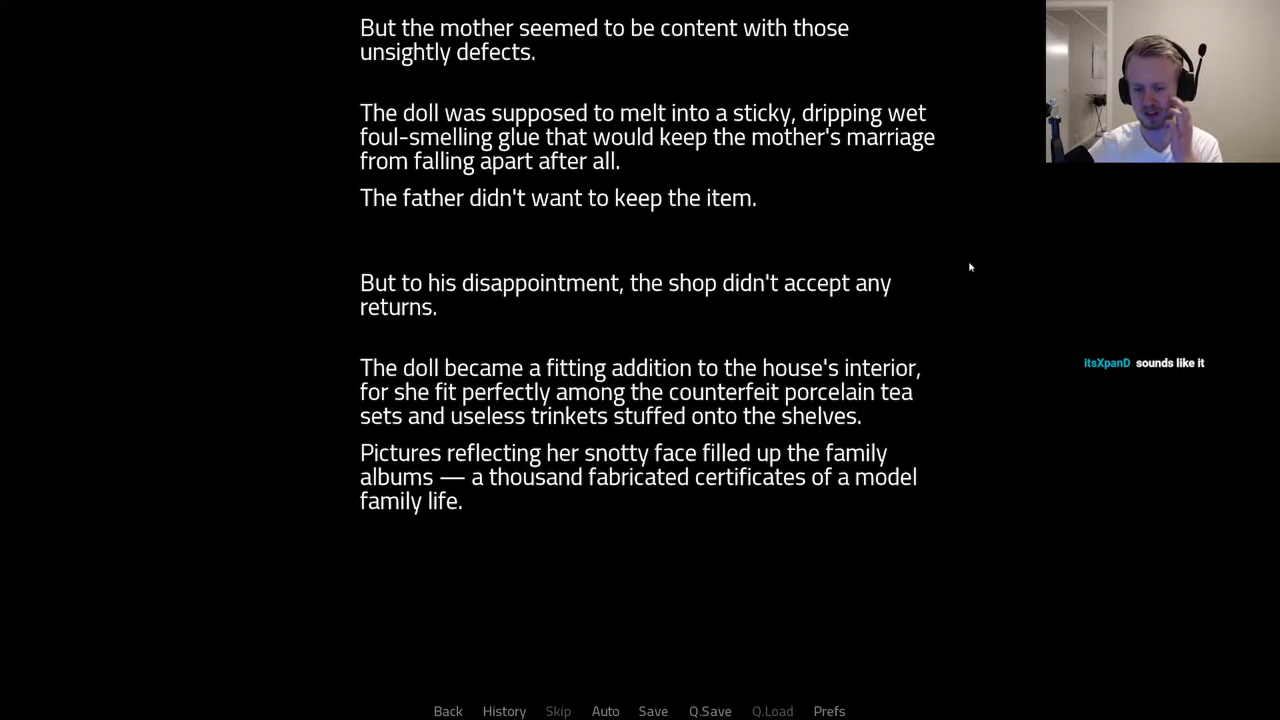 But the mother seemed to be content with those
unsightly defects.
The doll was supposed to melt into a sticky, dripping wet
foul-smelling glue that would keep the mother's marriage
from falling apart after all.
The father didn't want to keep the item.
But to his disappointment, the shop didn't accept any
returns.
itsXpanD sounds like it
The doll became a fitting addition to the house's interior,
for she fit perfectly among the counterfeit porcelain tea
sets and useless trinkets stuffed onto the shelves.
Pictures reflecting her snotty face filled up the family
albums — a thousand fabricated certificates of a model
family life.
Back History Skip Auto Save Q.Save Q.Load Prefs